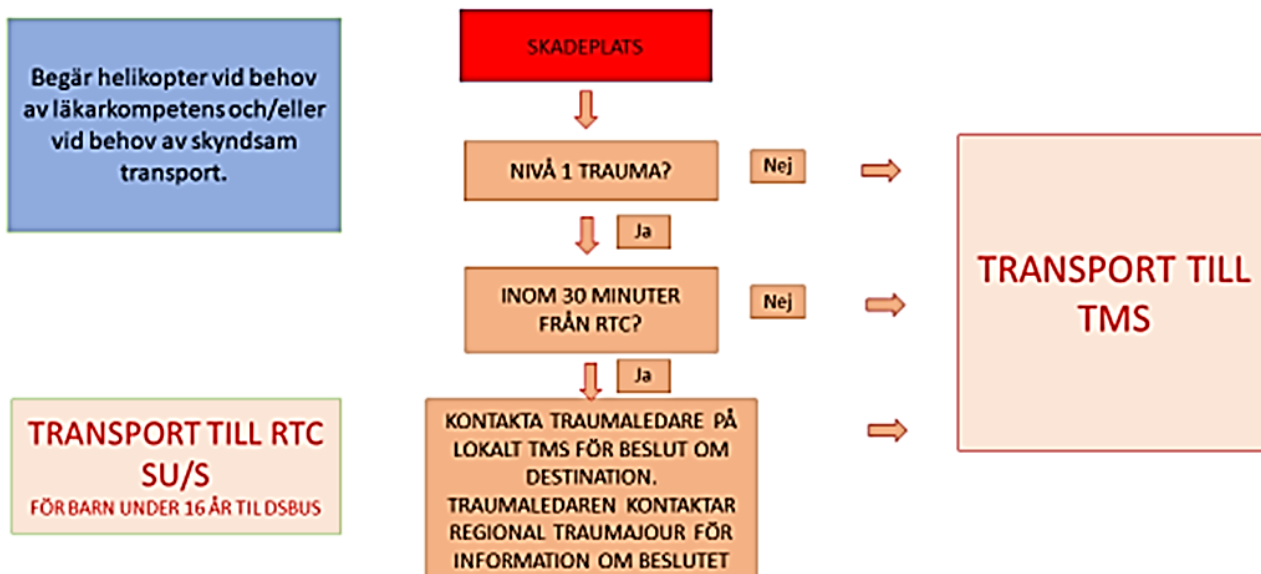 Begär helikopter vid behov
av läkarkompetens och/eller
vid behov av skyndsam
transport.
SKADEPLATS
NIVÅ 1 TRAUMA?
Nej
Ja
INOM 30 MINUTER
FRÅN RTC?
Nej
Ja
TRANSPORT TILL
TMS
TRANSPORT TILL RTC
SU/S
FÖR BARN UNDER 16 ÅR TIL DSBUS
KONTAKTA TRAUMALEDARE PÅ
LOKALT TMS FÖR BESLUT OM
DESTINATION.
TRAUMALEDAREN KONTAKTAR
REGIONAL TRAUMAJOUR FÖR
INFORMATION OM BESLUTET